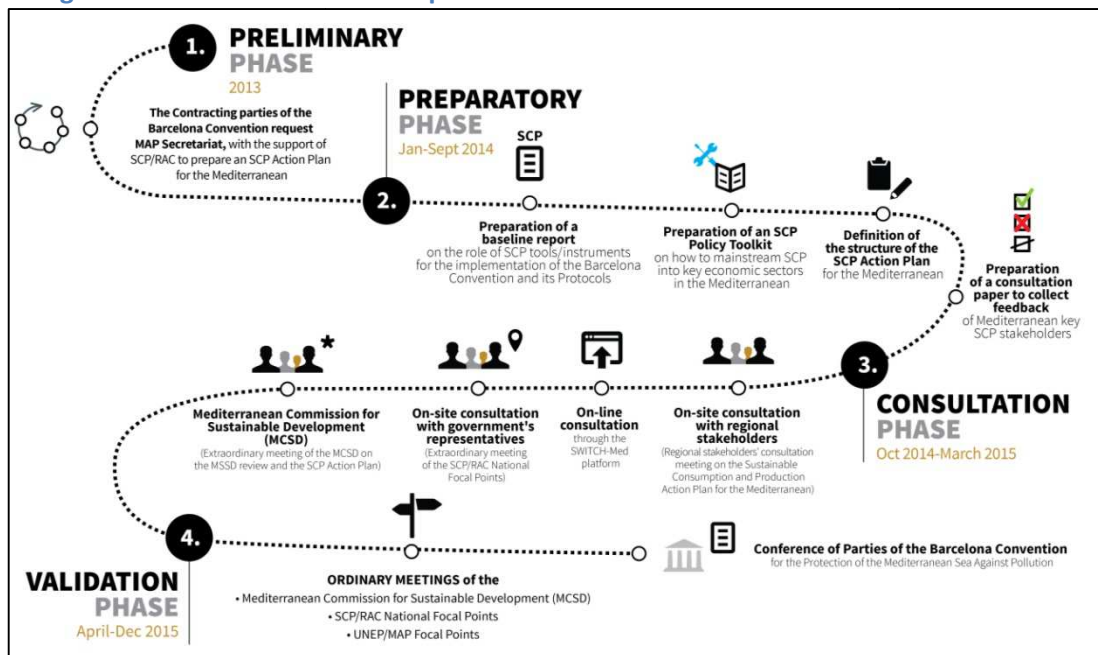 1.
PRELIMINARY
PHASE
2013
The Contracting parties of the
Barcelona Convention request
MAP Secretariat, with the support of
SCP/RAC to prepare an SCP Action Plan
for the Mediterranean
2.
PREPARATORY
PHASE
Jan-Sept 2014
SCP
Preparation of a
baseline report
on the role of SCP tools/instruments
for the implementation of the Barcelona
Convention and its Protocols
Preparation of an SCP
Policy Toolkit
on how to mainstream SCP
into key economic sectors
in the Mediterranean
Definition of
the structure of the
SCP Action Plan
for the Mediterranean
Preparation
of a consultation
paper to collect
feedback
of Mediterranean key
SCP stakeholders
3.
CONSULTATION
PHASE
Oct 2014-March 2015
On-site consultation
with regional
stakeholders
(Regional stakeholders' consultation
meeting on the Sustainable
Consumption and Production
Action Plan for the Mediterranean)
On-line
consultation
through the
SWITCH-Med
platform
On-site consultation
with government's
representatives
(Extraordinary meeting
of the SCP/RAC National
Focal Points)
Mediterranean Commission for
Sustainable Development
(MCSD)
(Extraordinary meeting of the MCSD on
the MSSD review and the SCP Action Plan)
4.
VALIDATION
PHASE
April-Dec 2015
ORDINARY MEETINGS of the
• Mediterranean Commission for Sustainable Development (MCSD)
• SCP/RAC National Focal Points
• UNEP/MAP Focal Points
Conference of Parties of the Barcelona Convention
for the Protection of the Mediterranean Sea Against Pollution